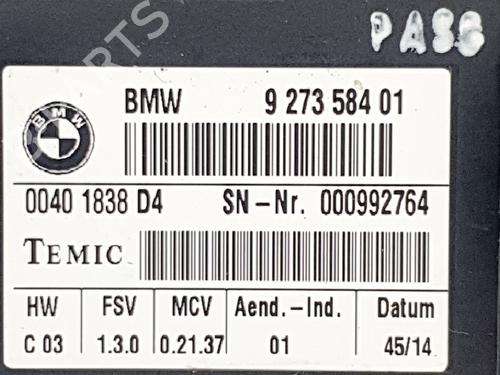 PASS
BMW 9 273 584 01
BMW
0040 1838 D4 SN-Nr. 000992764
TEMIC
HW FSV MCV Aend.-Ind. Datum
C 03 1.3.0 0.21.37 01 45/14